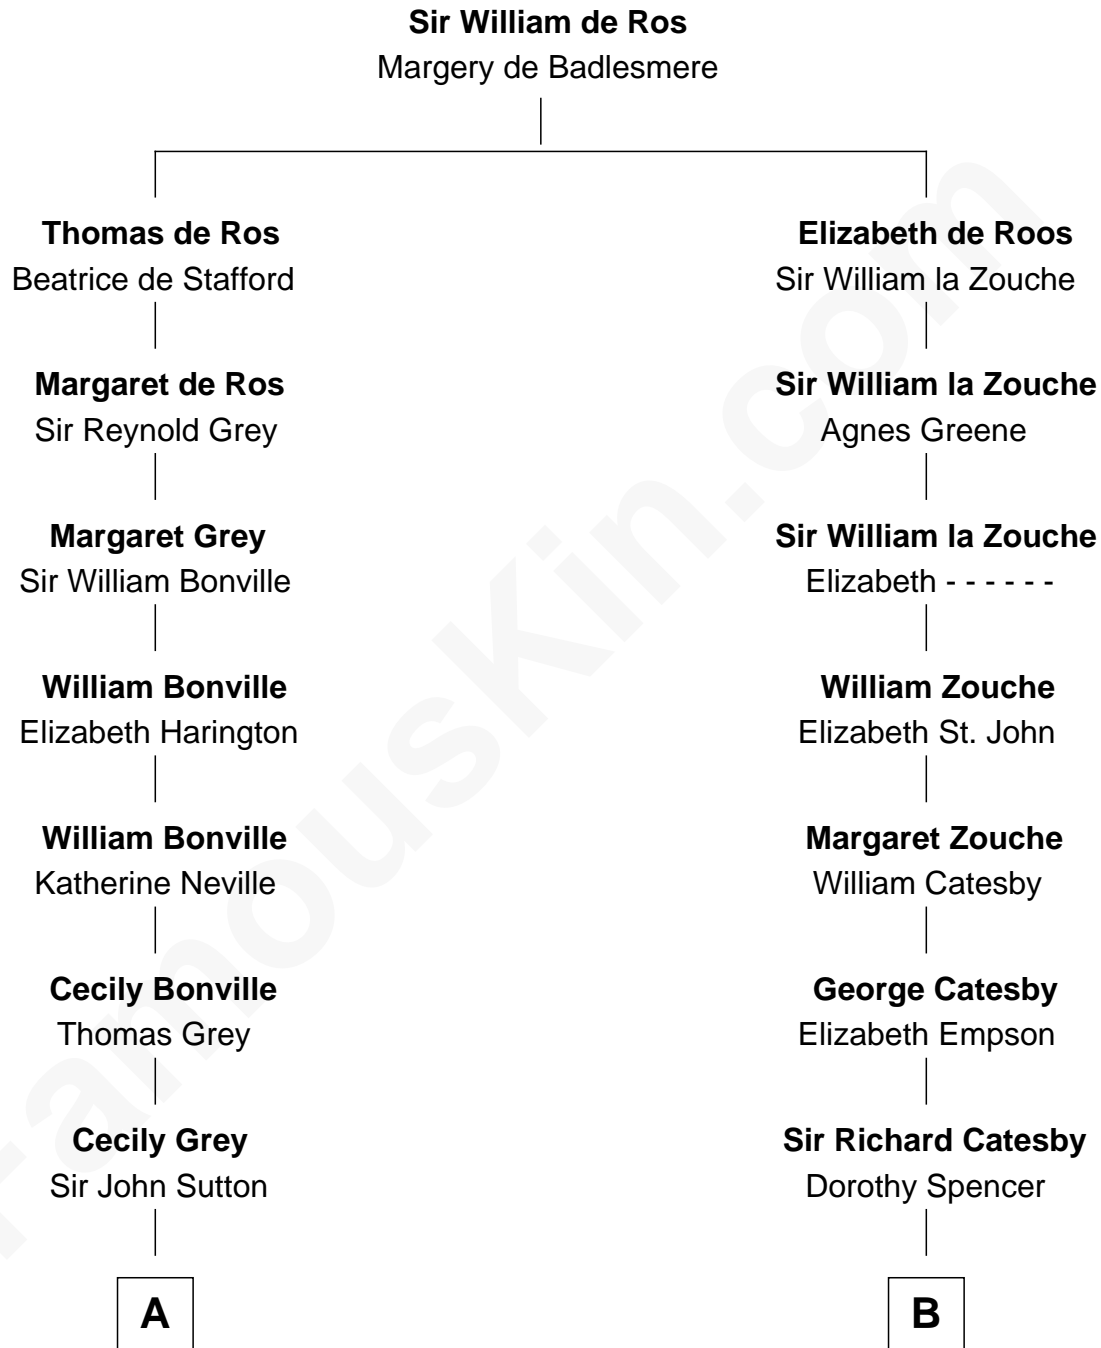 Sir William de Ros
Margery de Badlesmere
Thomas de Ros
Beatrice de Stafford
Elizabeth de Roos
Sir William la Zouche
Margaret de Ros
Sir Reynold Grey
Sir William la Zouche
Agnes Greene
Margaret Grey
Sir William Bonville
Sir William la Zouche
Elizabeth - - - - - -
William Bonville
Elizabeth Harington
William Zouche
Elizabeth St. John
William Bonville
Katherine Neville
Margaret Zouche
William Catesby
Cecily Bonville
Thomas Grey
George Catesby
Elizabeth Empson
Cecily Grey
Sir John Sutton
Sir Richard Catesby
Dorothy Spencer
A
B
FamousKin.com